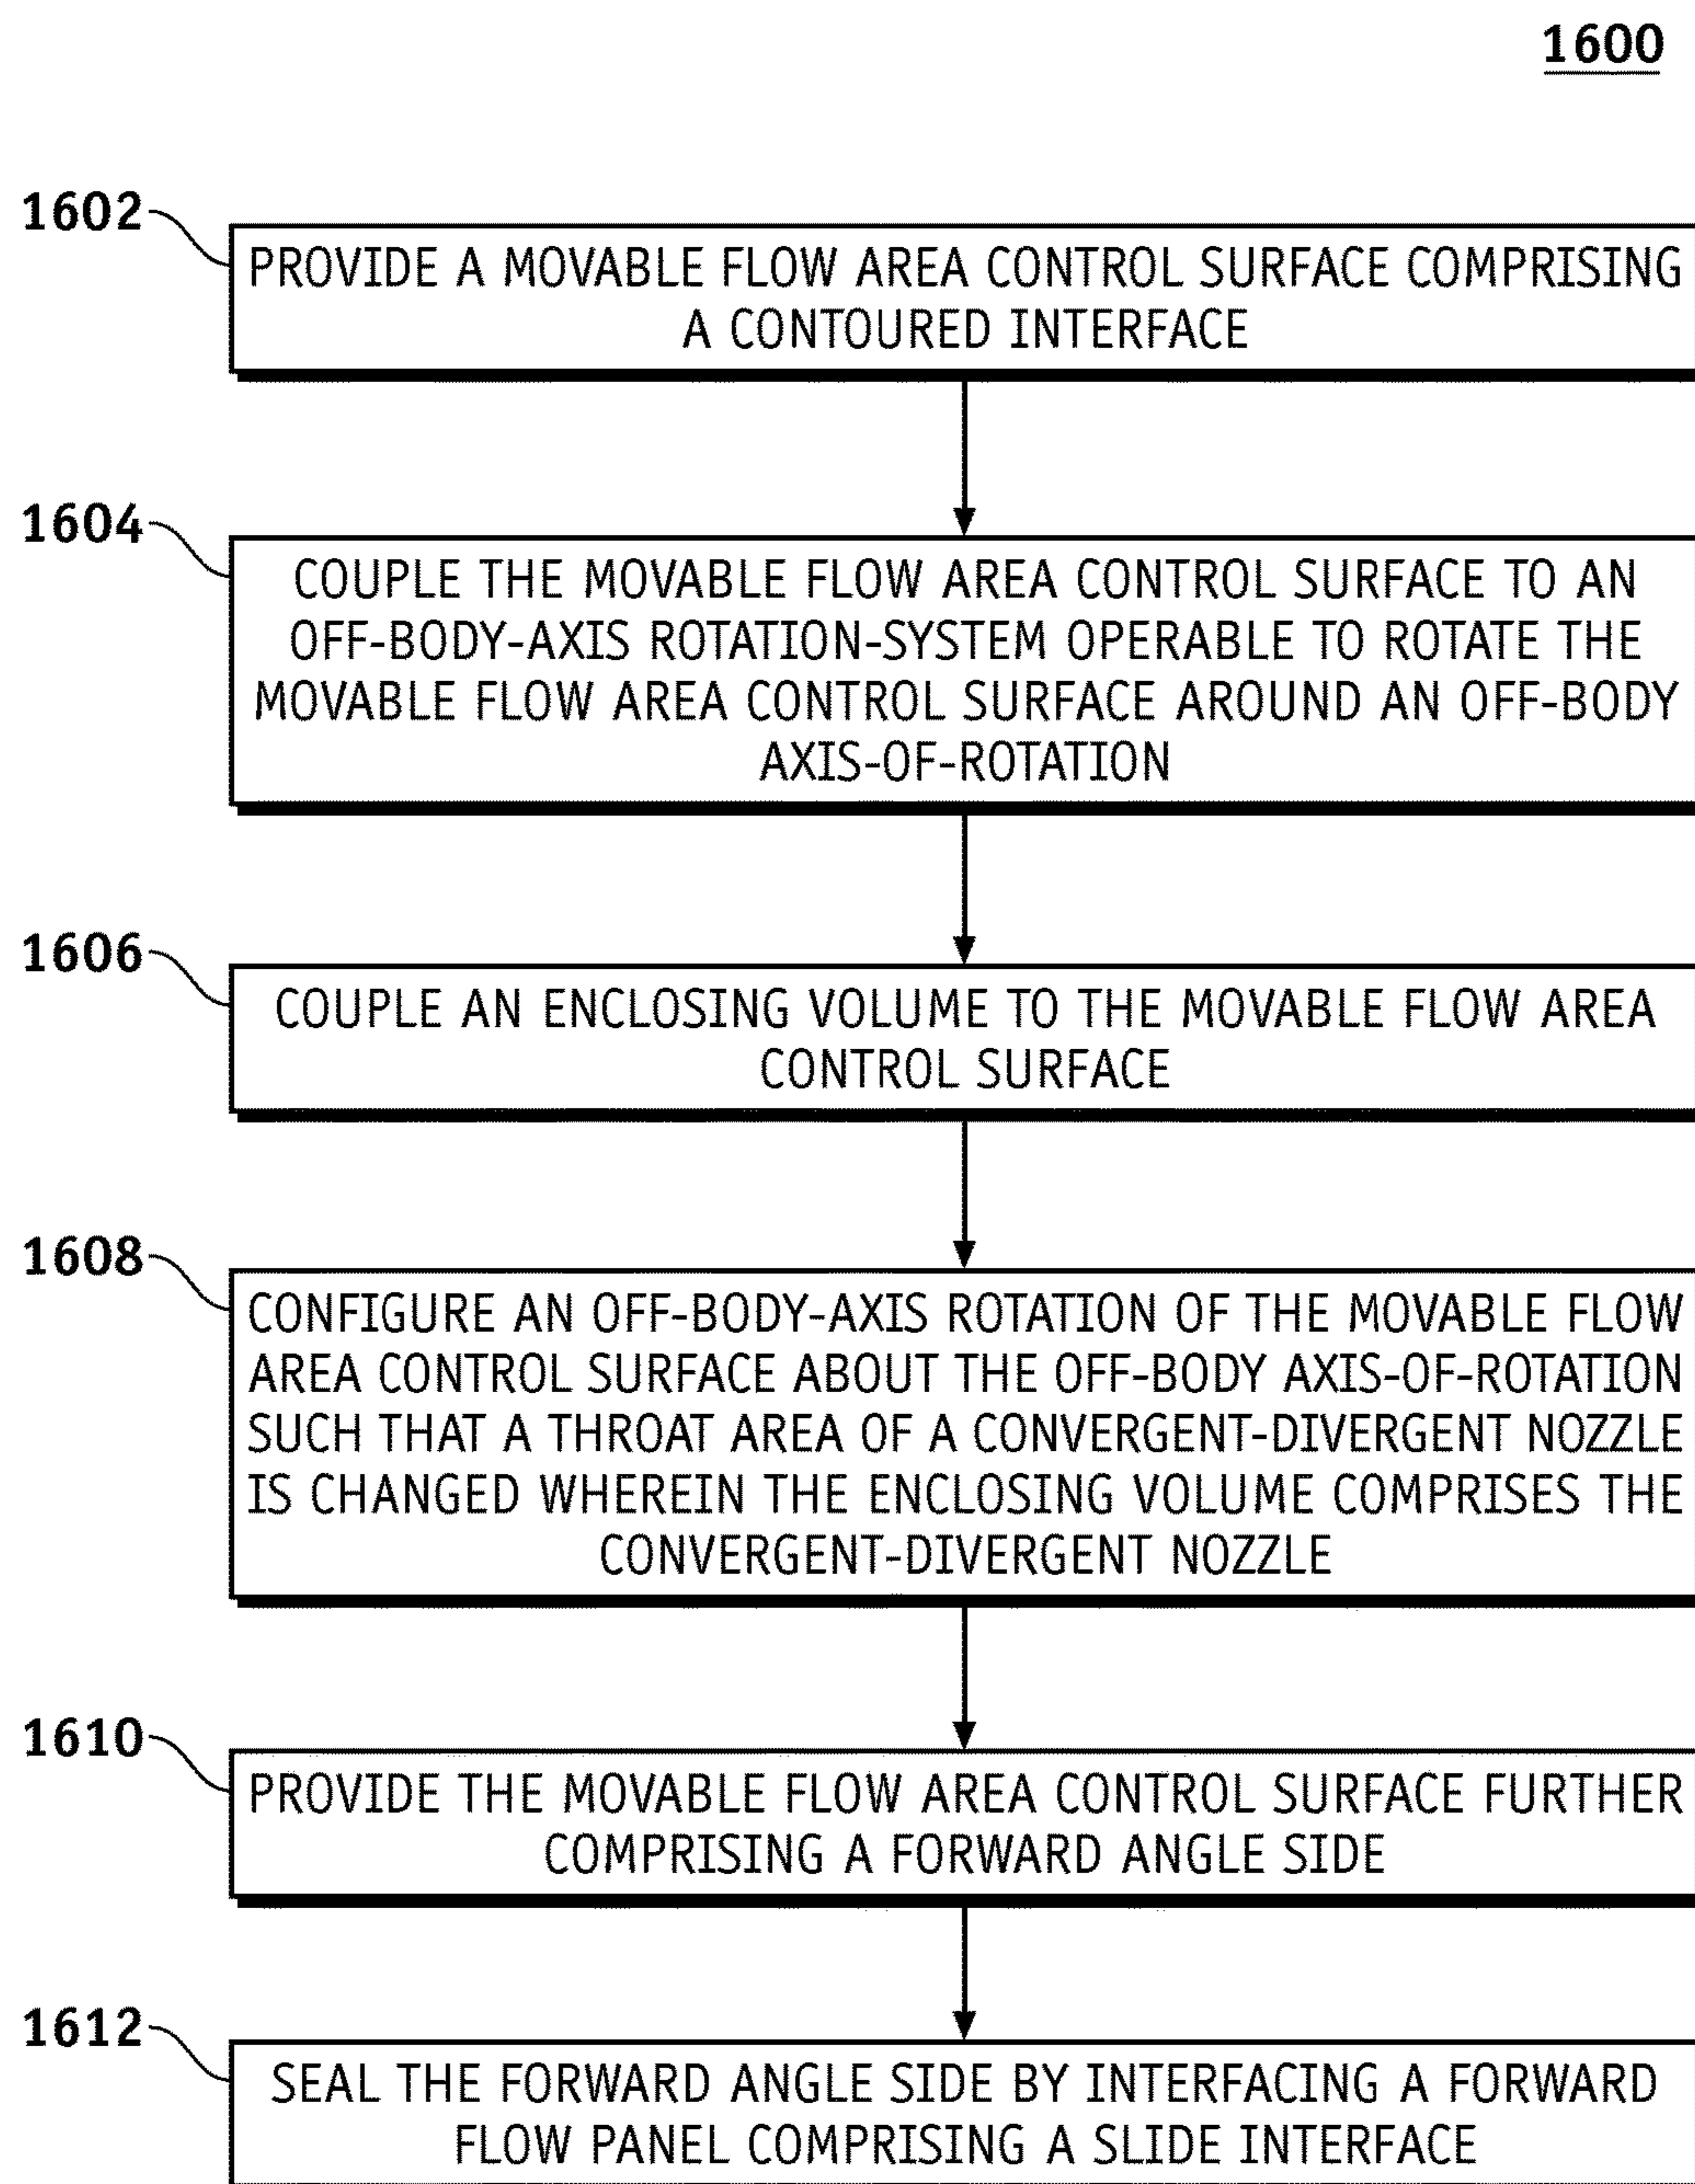 1600
1602
PROVIDE A MOVABLE FLOW AREA CONTROL SURFACE COMPRISING
A CONTOURED INTERFACE
1604
COUPLE THE MOVABLE FLOW AREA CONTROL SURFACE TO AN
OFF-BODY-AXIS ROTATION-SYSTEM OPERABLE TO ROTATE THE
MOVABLE FLOW AREA CONTROL SURFACE AROUND AN OFF-BODY
AXIS-OF-ROTATION
1606
COUPLE AN ENCLOSING VOLUME TO THE MOVABLE FLOW AREA
CONTROL SURFACE
1608
CONFIGURE AN OFF-BODY-AXIS ROTATION OF THE MOVABLE FLOW
AREA CONTROL SURFACE ABOUT THE OFF-BODY AXIS-OF-ROTATION
SUCH THAT A THROAT AREA OF A CONVERGENT-DIVERGENT NOZZLE
IS CHANGED WHEREIN THE ENCLOSING VOLUME COMPRISES THE
CONVERGENT-DIVERGENT NOZZLE
1610
PROVIDE THE MOVABLE FLOW AREA CONTROL SURFACE FURTHER
COMPRISING A FORWARD ANGLE SIDE
1612
SEAL THE FORWARD ANGLE SIDE BY INTERFACING A FORWARD
FLOW PANEL COMPRISING A SLIDE INTERFACE